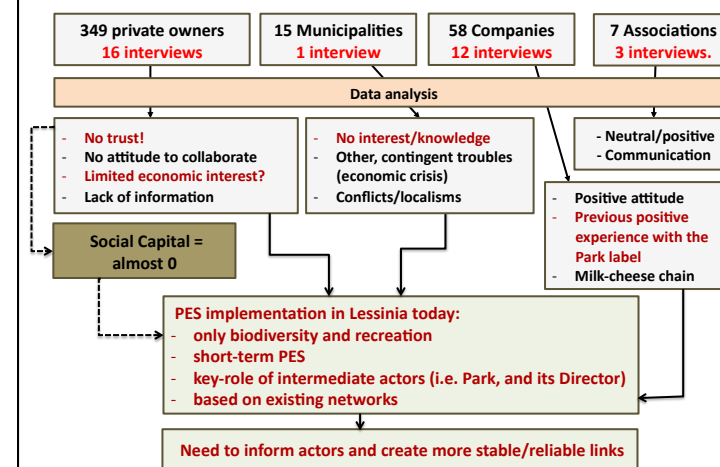 349 private owners
16 interviews
15 Municipalities
1 interview
58 Companies
12 interviews
7 Associations
3 interviews.
Data analysis
- No trust!
- No attitude to collaborate
- Limited economic interest?
- Lack of information
- No interest/knowledge
- Other, contingent troubles
(economic crisis)
- Conflicts/localisms
- Neutral/positive
- Communication
- Positive attitude
- Previous positive
experience with the
Park label
- Milk-cheese chain
Social Capital =
almost 0
PES implementation in Lessinia today:
- only biodiversity and recreation
- short-term PES
- key-role of intermediate actors (i.e. Park, and its Director)
- based on existing networks
Need to inform actors and create more stable/reliable links